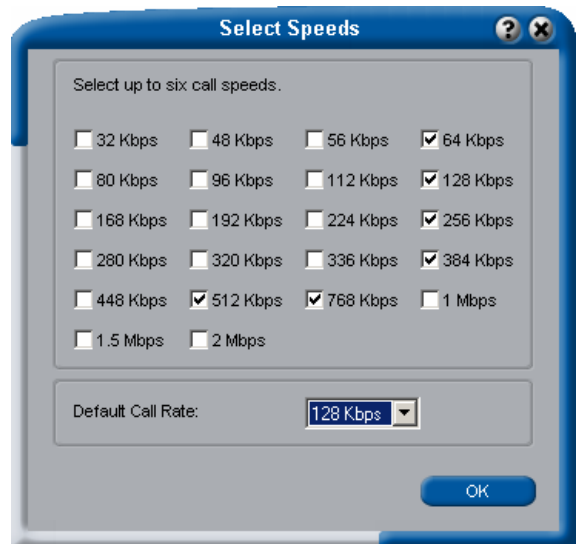 Select Speeds
Select up to six call speeds.
32 Kbps 48 Kbps 56 Kbps 64 Kbps
80 Kbps 96 Kbps 112 Kbps 128 Kbps
168 Kbps 192 Kbps 224 Kbps 256 Kbps
280 Kbps 320 Kbps 336 Kbps 384 Kbps
448 Kbps 512 Kbps 768 Kbps 1 Mbps
1.5 Mbps 2 Mbps
Default Call Rate: 128 Kbps
OK